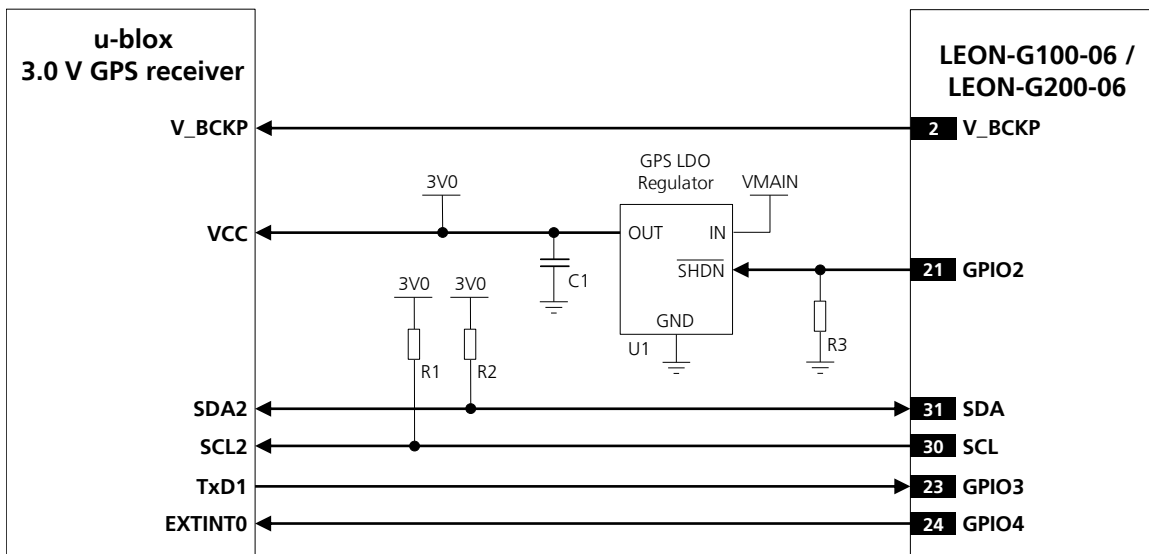 u-blox
3.0 V GPS receiver
LEON-G100-06 /
LEON-G200-06
V_BCKP
2 V_BCKP
GPS LDO
Regulator
VMAIN
3V0
VCC
OUT
IN
SHDN
21 GPIO2
C1
3V0
3V0
GND
U1
R3
R1
R2
SDA2
31 SDA
SCL2
30 SCL
TxD1
23 GPIO3
EXTINT0
24 GPIO4